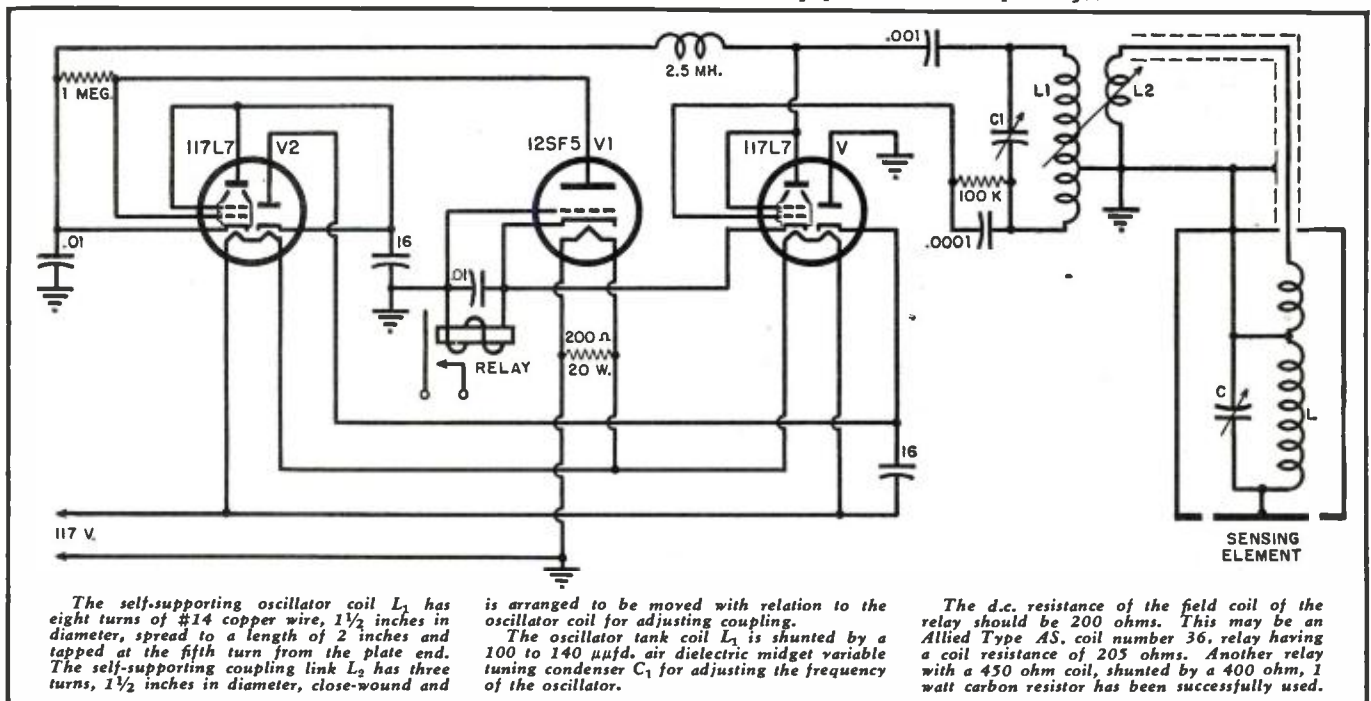 .001
2.5 MH.
1 MEG.
L1
L2
C1
117L7
V2
12SF5
V1
117L7
V
100 K
.0001
.01
16
.01
200 Ω
20 W.
RELAY
C
L
16
117 V.
SENSING
ELEMENT
The self-supporting oscillator coil L₁ has
eight turns of #14 copper wire, 1½ inches in
diameter, spread to a length of 2 inches and
tapped at the fifth turn from the plate end.
The self-supporting coupling link L₂ has three
turns, 1½ inches in diameter, close-wound and
is arranged to be moved with relation to the
oscillator coil for adjusting coupling.
The oscillator tank coil L₁ is shunted by a
100 to 140 μμfd. air dielectric midget variable
tuning condenser C₁ for adjusting the frequency
of the oscillator.
The d.c. resistance of the field coil of the
relay should be 200 ohms. This may be an
Allied Type AS, coil number 36, relay having
a coil resistance of 205 ohms. Another relay
with a 450 ohm coil, shunted by a 400 ohm, 1
watt carbon resistor has been successfully used.